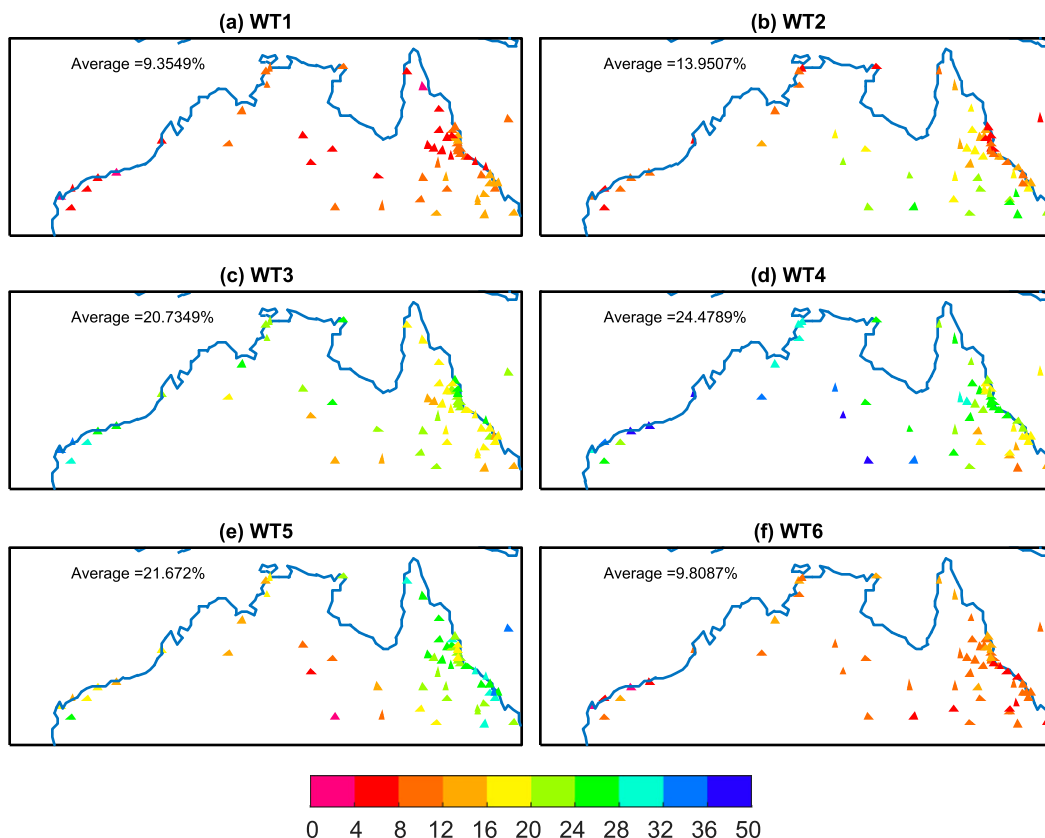 (a) WT1
Average =9.3549%
(b) WT2
Average =13.9507%
(c) WT3
Average =20.7349%
(d) WT4
Average =24.4789%
(e) WT5
Average =21.672%
(f) WT6
Average =9.8087%
0 4 8 12 16 20 24 28 32 36 50